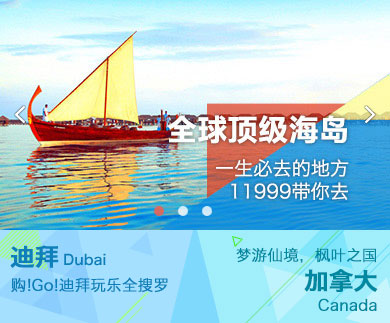 全球顶级海岛
一生必去的地方
11999带你去
迪拜 Dubai
购!Go!迪拜玩乐全搜罗
梦游仙境，枫叶之国
加拿大
Canada